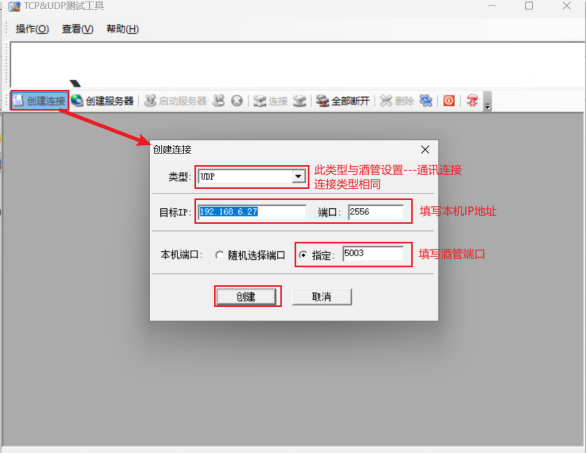 TCP&UDP测试工具
操作(O) 查看(V) 帮助(H)
创建连接 创建服务器 启动服务器 连接 全部断开 删除
创建连接
类型: UDP
此类型与酒管设置---通讯连接
连接类型相同
目标IP: 192.168.6.27 端口: 2556
填写本机IP地址
本机端口: 随机选择端口 指定: 5003
填写酒管端口
创建 取消